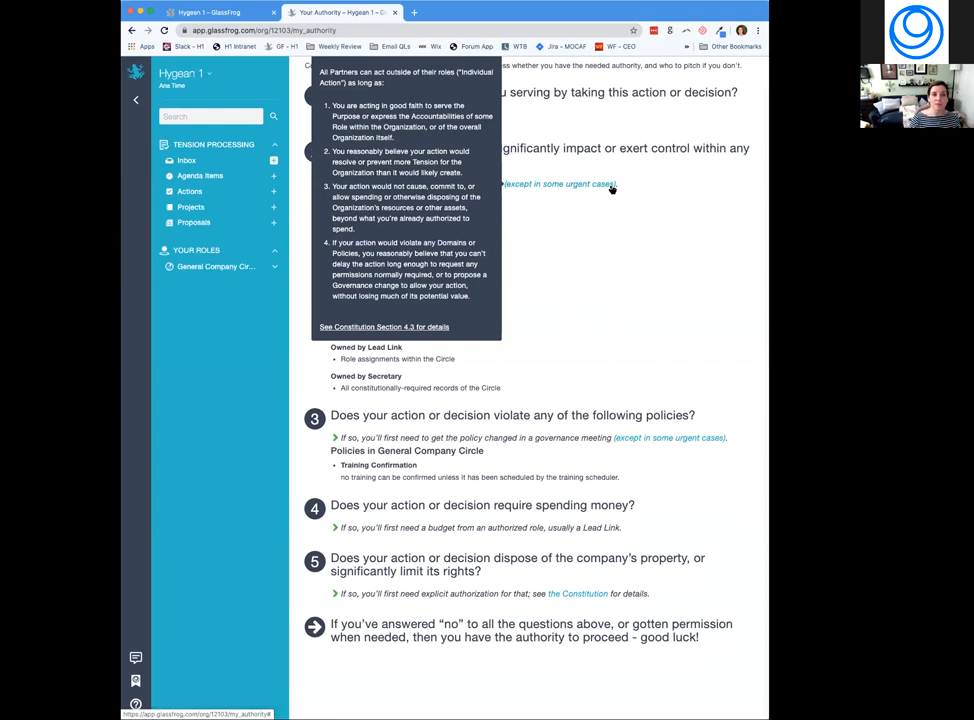 Hygean 1 – GlassFrog
Your Authority – Hygean 1 – G
app.glassfrog.com/org/12103/my_authority
Apps
Slack - H1
H1 Intranet
GF - H1
Weekly Review
Email QLs
Wix
Forum App
WTB
Jira - MOCAF
WF - CEO
»
Other Bookmarks
Hygean 1
Ana Time
Search
TENSION PROCESSING
Inbox
Agenda Items
Actions
Projects
Proposals
YOUR ROLES
General Company Cir...
ess whether you have the needed authority, and who to pitch if you don't.
u serving by taking this action or decision?
gnificantly impact or exert control within any
(except in some urgent cases).
All Partners can act outside of their roles ("Individual
Action") as long as:
1. You are acting in good faith to serve the
Purpose or express the Accountabilities of some
Role within the Organization, or of the overall
Organization itself.
2. You reasonably believe your action would
resolve or prevent more Tension for the
Organization than it would likely create.
3. Your action would not cause, commit to, or
allow spending or otherwise disposing of the
Organization's resources or other assets,
beyond what you're already authorized to
spend.
4. If your action would violate any Domains or
Policies, you reasonably believe that you can't
delay the action long enough to request any
permissions normally required, or to propose a
Governance change to allow your action,
without losing much of its potential value.
See Constitution Section 4.3 for details
Owned by Lead Link
• Role assignments within the Circle
Owned by Secretary
• All constitutionally-required records of the Circle
3 Does your action or decision violate any of the following policies?
If so, you'll first need to get the policy changed in a governance meeting (except in some urgent cases).
Policies in General Company Circle
• Training Confirmation
no training can be confirmed unless it has been scheduled by the training scheduler.
4 Does your action or decision require spending money?
If so, you'll first need a budget from an authorized role, usually a Lead Link.
5 Does your action or decision dispose of the company's property, or
significantly limit its rights?
If so, you'll first need explicit authorization for that; see the Constitution for details.
If you've answered "no" to all the questions above, or gotten permission
when needed, then you have the authority to proceed - good luck!
https://app.glassfrog.com/org/12103/my_authority#